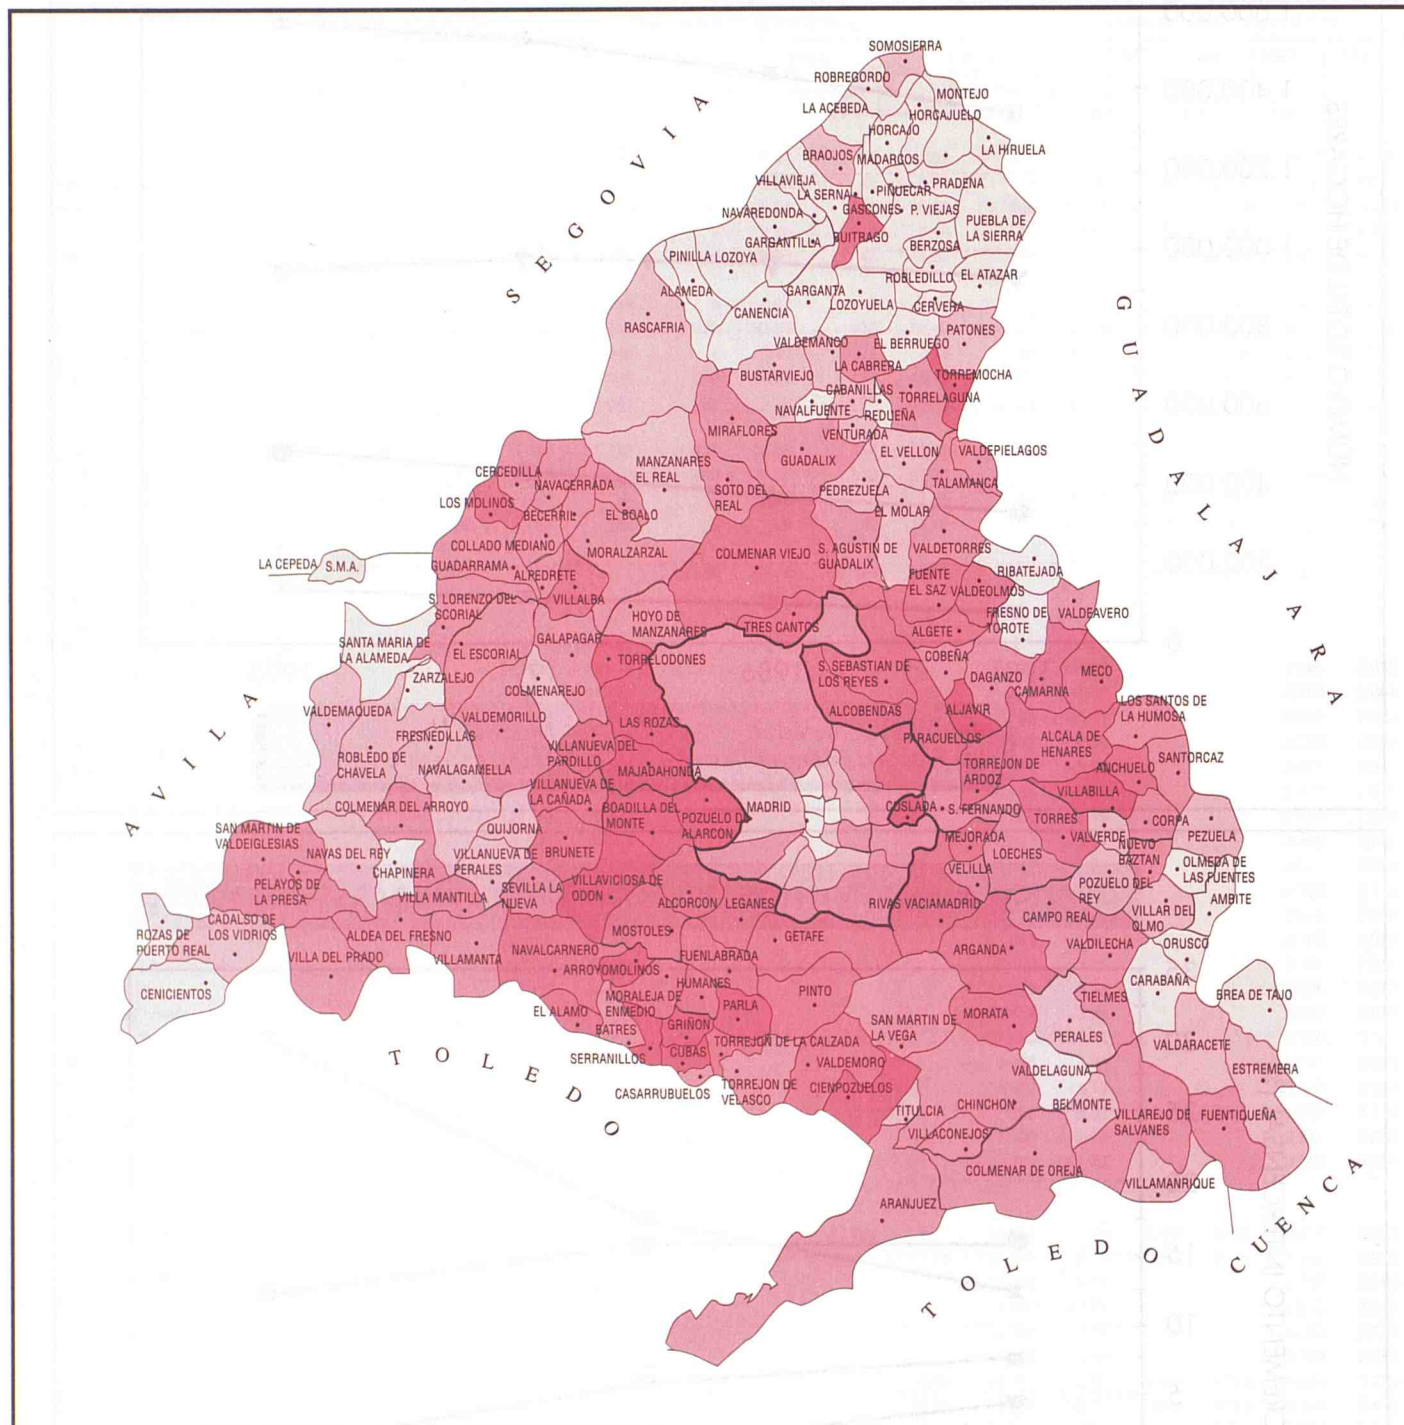 SOMOSIERRA
ROBREGORDO
MONTEJO
LA ACEBEDA
HORCAJUELO
HORCAJO
LA HIRUELA
BRAOJOS
MADARCOS
VILLAVIEJA
PIÑUECAR
PRADENA
LA SERNA
NAVAREDONDA
GASCONES
P. VIEJAS
PUEBLA DE
LA SIERRA
GARGANTILLA
BUITRAGO
BERZOSA
PINILLA
LOZOYA
ROBLEDILLO
EL ATAZAR
ALAMEDA
GARGANTA
LOZOYUELA
CERVERA
CANENCIA
RASCAFRIA
PATONES
VALDEMANCO
EL BERRUEGO
LA CABRERA
BUSTARVIEJO
TORREMOCHA
CABANILLAS
TORRELAGUNA
NAVALFUENTE
REDUEÑA
MIRAFLORES
VENTURADA
EL VELLON
VALDEPIELAGOS
GUADALIX
MANZANARES
EL REAL
CERCEDILLA
NAVACERRADA
SOTO DEL
REAL
PEDREZUELA
TALAMANCA
LOS MOLINOS
BECERRIL
EL BOALO
EL MOLAR
COLLADO MEDIANO
MORALZARZAL
COLMENAR VIEJO
S. AGUSTIN DE
GUADALIX
VALDETORRES
LA CEPEDA
S.M.A.
GUADARRAMA
ALPEDRETE
FUENTE
EL SAZ
RIBATEJADA
VALDEOLMOS
VILLALBA
S. LORENZO DEL
SCORIAL
HOYO DE
MANZANARES
TRES CANTOS
FRESNO DE
TOROTE
VALDEAVERO
ALGETE
SANTA MARIA DE
LA ALAMEDA
EL ESCORIAL
GALAPAGAR
TORRELODONES
COBEÑA
S. SEBASTIAN DE
LOS REYES
DAGANZO
CAMARNA
MECO
ZARZALEJO
COLMENAREJO
VALDEMAQUEDA
VALDEMORILLO
LAS ROZAS
ALCOBENDAS
ALJAVIR
LOS SANTOS DE
LA HUMOSA
FRESNEDILLAS
VILLANUEVA DEL
PARDILLO
PARACUELLOS
ALCALA DE
HENARES
SANTORCAZ
ROBLEDO DE
CHAVELA
NAVALAGAMELLA
MAJADAHONDA
TORREJON DE
ARDOZ
ANCHUELO
VILLANUEVA DE
LA CAÑADA
VILLABILLA
COLMENAR DEL ARROYO
BOADILLA DEL
MONTE
POZUELO DE
ALARCON
MADRID
COSLADA
S. FERNANDO
TORRES
CORPA
SAN MARTIN DE
VALDEIGLESIAS
QUIJORNA
VALVERDE
PEZUELA
NAVAS DEL REY
CHAPINERA
VILLANUEVA DE
PERALES
BRUNETE
MEJORADA
LOECHES
NUEVO
BAZTAN
OLMEDA DE
LAS FUENTES
PELAYOS DE
LA PRESA
VILLA MANTILLA
SEVILLA LA
NUEVA
VILLAVICIOSA DE
ODON
VELILLA
POZUELO DEL
REY
AMBITE
CADALSO DE
LOS VIDRIOS
ALCORCON
LEGANES
RIVAS VACIAMADRID
CAMPO REAL
VILLAR DEL
OLMO
ROZAS DE
PUERTO REAL
ALDEA DEL FRESNO
MOSTOLES
GETAFE
ARGANDA
VALDILECHA
ORUSCO
VILLA DEL PRADO
VILLAMANTA
NAVALCARNERO
FUENLABRADA
ARROYOMOLINOS
CARABAÑA
BREA DE TAJO
CENICIENTOS
HUMANES
PINTO
TIELMES
MORALEJA DE
ENMEDIO
PARLA
EL ALAMO
GRIÑON
SAN MARTIN DE
LA VEGA
MORATA
PERALES
BATRES
CUBAS
TORREJON DE LA CALZADA
VALDARACETE
SERRANILLOS
VALDEMORO
VALDELAGUNA
ESTREMERA
CASARRUBUELOS
TORREJON DE
VELASCO
CIENPOZUELOS
TITULCIA
CHINCHON
BELMONTE
VILLAREJO DE
SALVANES
FUENTIDUEÑA
VILLACONEJOS
COLMENAR DE OREJA
VILLAMANRIQUE
ARANJUEZ
SEGOVIA
GUADALAJARA
AVILA
TOLEDO
TOLEDO
CUENCA